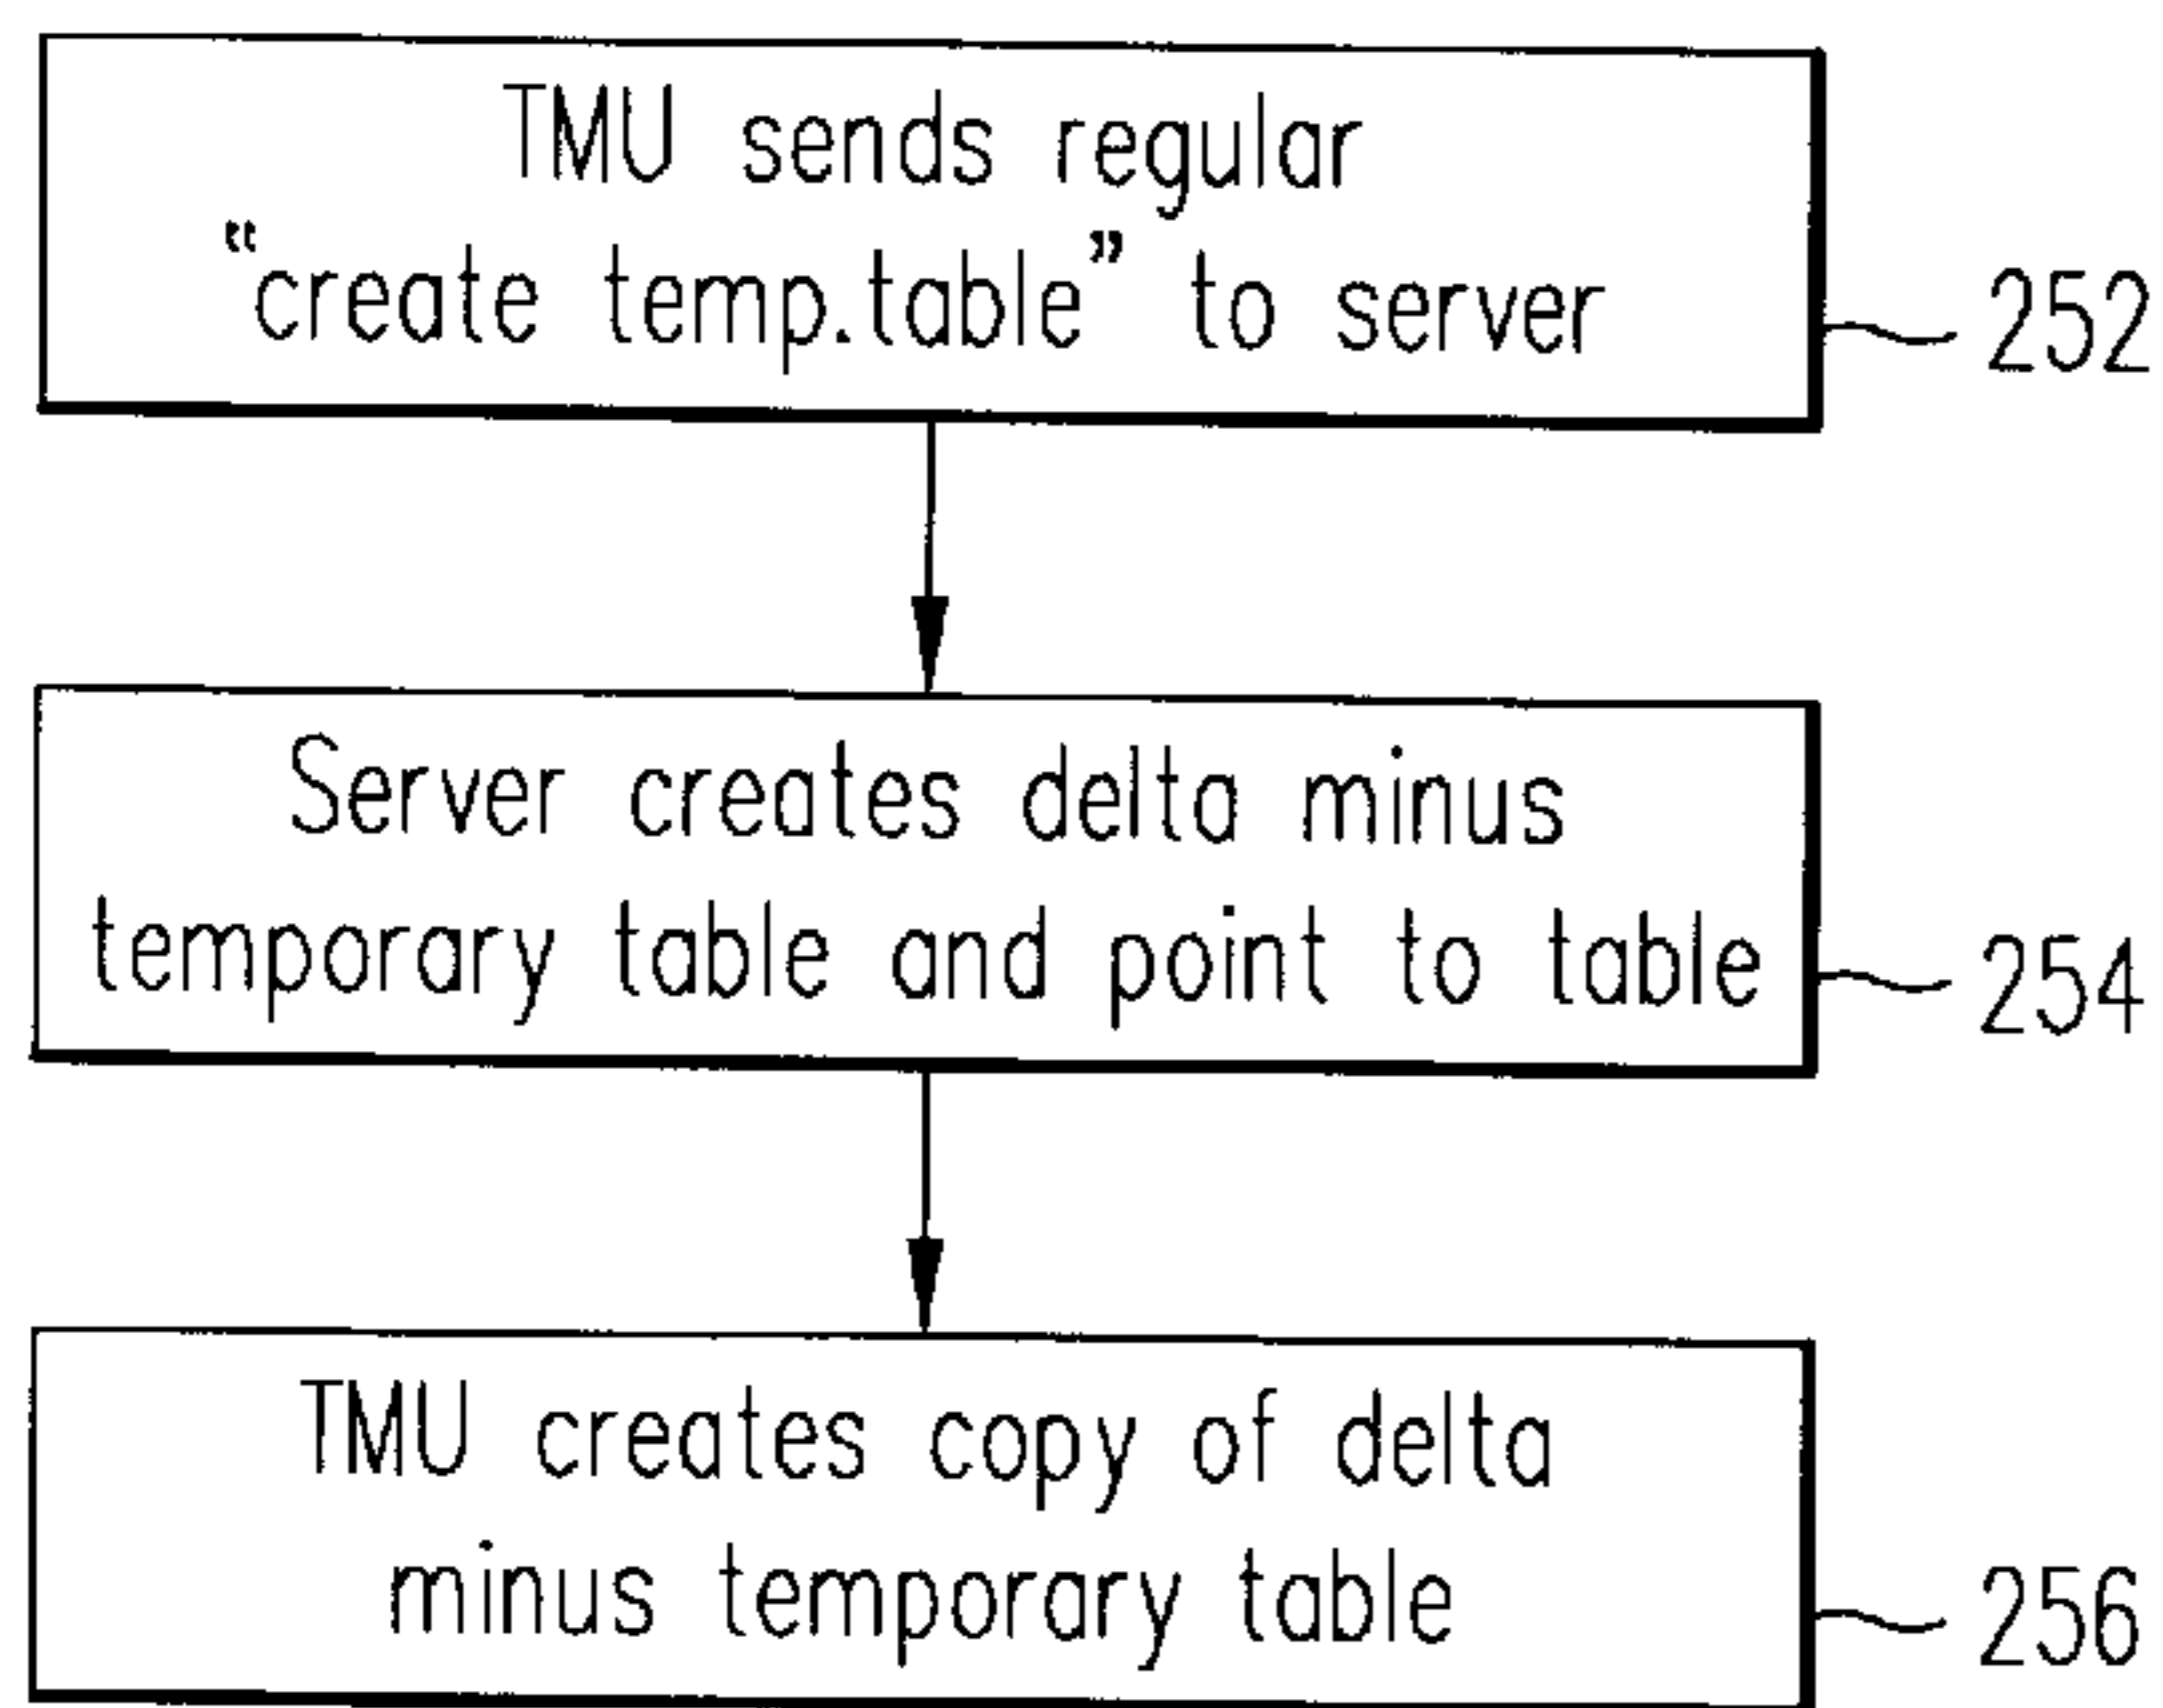 TMU sends regular
“create temp.table” to server
252
Server creates delta minus
temporary table and point to table
254
TMU creates copy of delta
minus temporary table
256